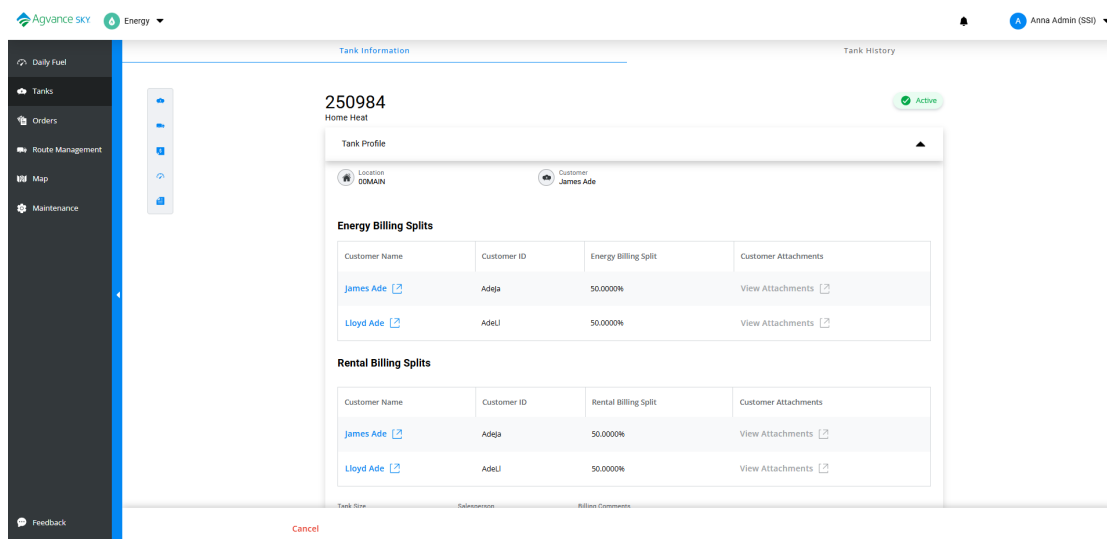 Agvance SKY Energy Anna Admin (SSI)
Tank Information Tank History
Daily Fuel
Tanks
Orders
Route Management
Map
Maintenance
Feedback
250984 Active
Home Heat
Tank Profile
Location Customer
00MAIN James Ade
Energy Billing Splits
Customer Name Customer ID Energy Billing Split Customer Attachments
James Ade AdeJa 50.0000% View Attachments
Lloyd Ade AdeLl 50.0000% View Attachments
Rental Billing Splits
Customer Name Customer ID Rental Billing Split Customer Attachments
James Ade AdeJa 50.0000% View Attachments
Lloyd Ade AdeLl 50.0000% View Attachments
Tank Size Salesperson Billing Comments
Cancel
A